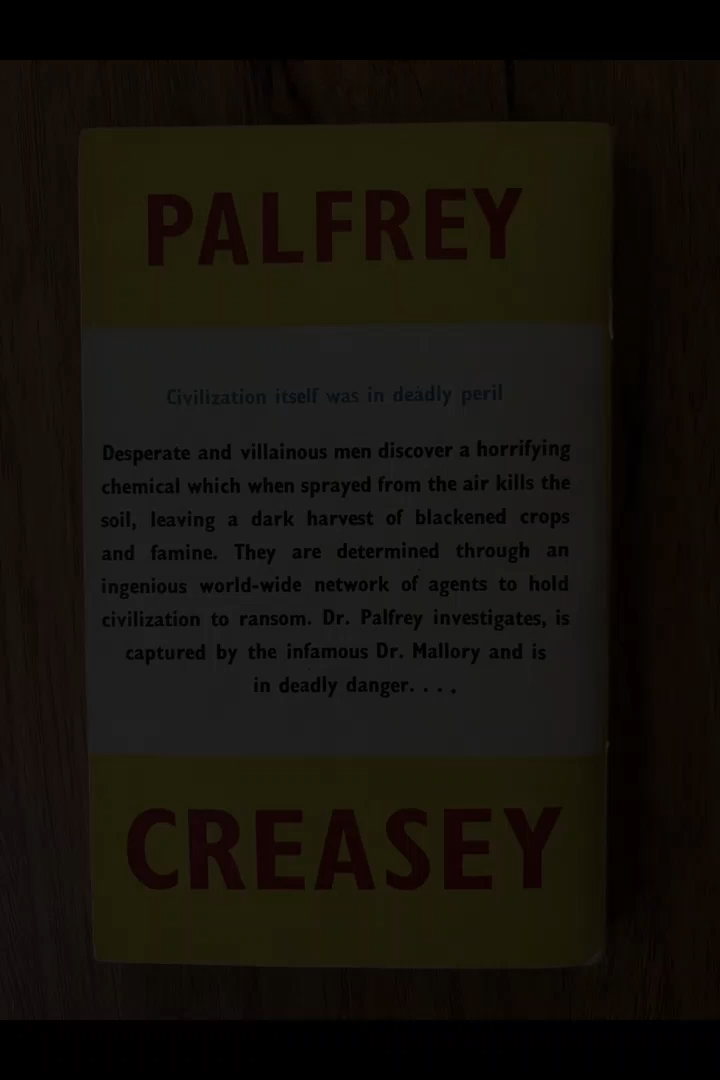 PALFREY
Civilization itself was in deadly peril
Desperate and villainous men discover a horrifying
chemical which when sprayed from the air kills the
soil, leaving a dark harvest of blackened crops
and famine. They are determined through an
ingenious world-wide network of agents to hold
civilization to ransom. Dr. Palfrey investigates, is
captured by the infamous Dr. Mallory and is
in deadly danger. . . .
CREASEY